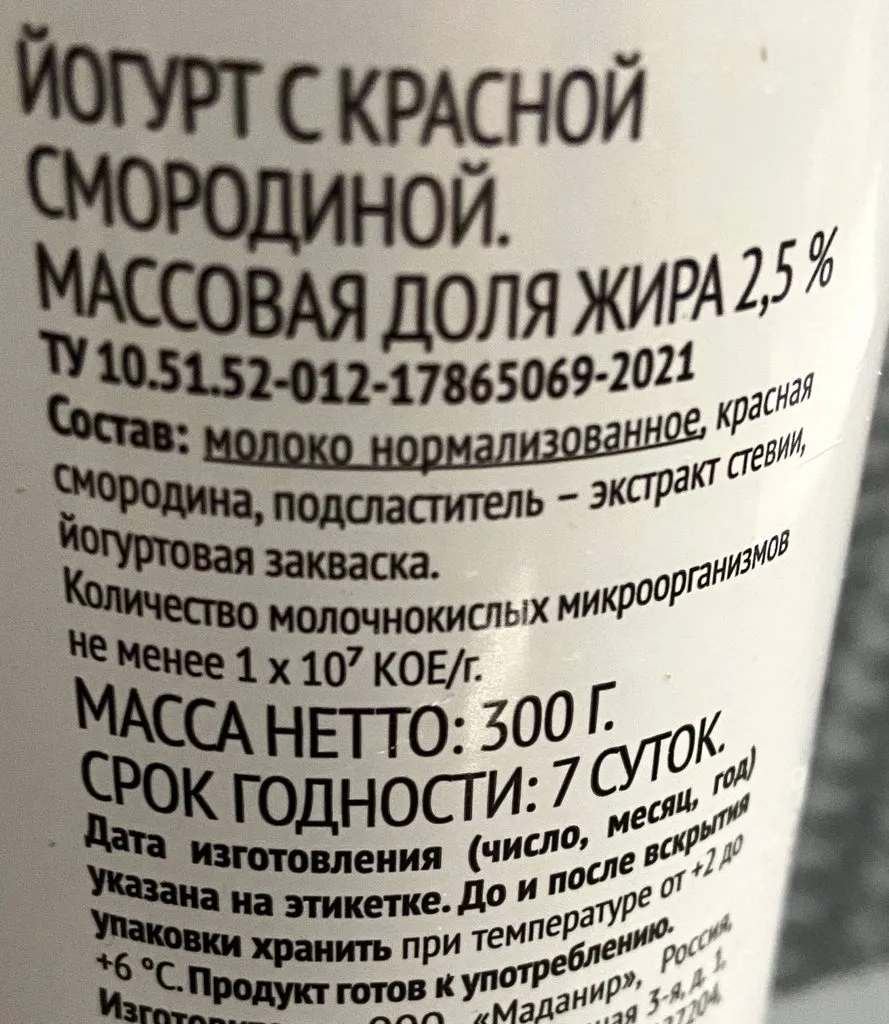 ЙОГУРТ С КРАСНОЙ
СМОРОДИНОЙ.
МАССОВАЯ ДОЛЯ ЖИРА 2,5 %
ТУ 10.51.52-012-17865069-2021
Состав: молоко нормализованное, красная
смородина, подсластитель – экстракт стевии,
йогуртовая закваска.
Количество молочнокислых микроорганизмов
не менее 1 х 10⁷ КОЕ/г.
МАССА НЕТТО: 300 Г.
СРОК ГОДНОСТИ: 7 СУТОК.
Дата изготовления (число, месяц, год)
указана на этикетке. До и после вскрытия
упаковки хранить при температуре от +2 до
+6 °С. Продукт готов к употреблению.
ООО «Маданир», Россия,
3-я, д. 1,